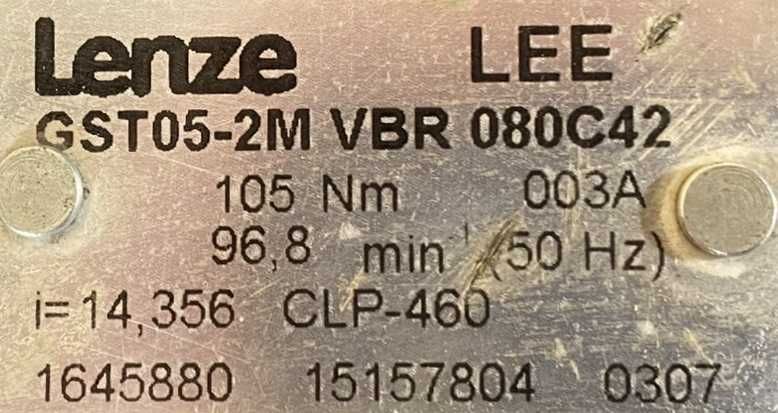 Lenze LEE
GST05-2M VBR 080C42
105 Nm 003A
96,8 min⁻¹ (50 Hz)
i=14,356 CLP-460
1645880 15157804 0307